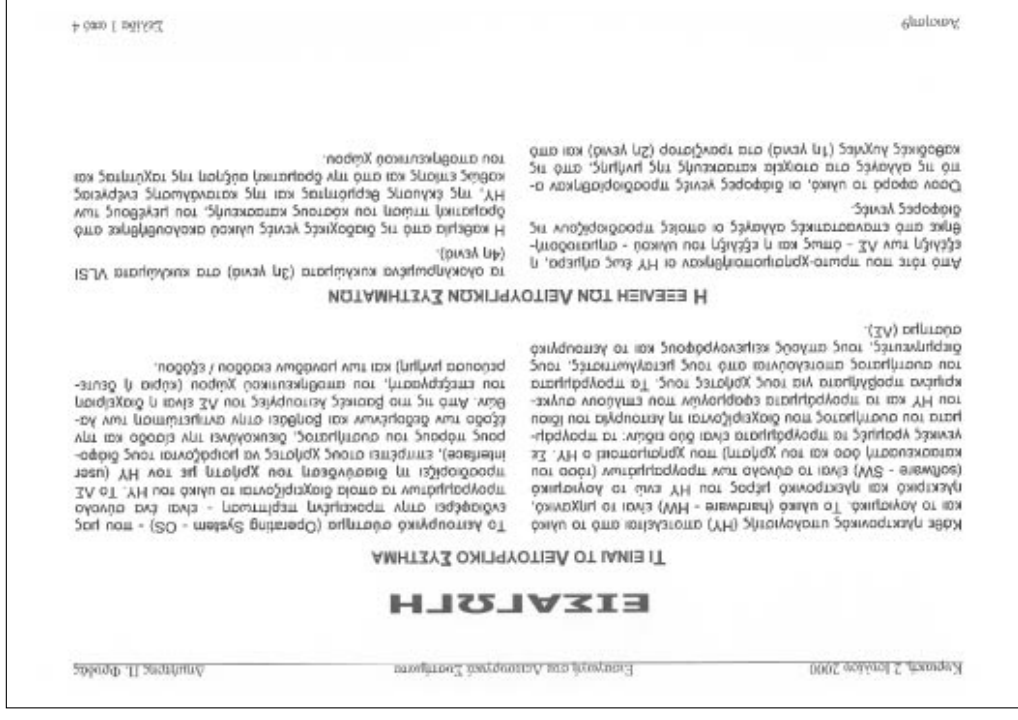 Κυριακή, 2 Ιουλίου 2000 Εισαγωγή στα Λειτουργικά Συστήματα Δημήτρης Π.
ΕΙΣΑΓΩΓΗ
ΤΙ ΕΙΝΑΙ ΤΟ ΛΕΙΤΟΥΡΓΙΚΟ ΣΥΣΤΗΜΑ
Κάθε ηλεκτρονικός υπολογιστής (ΗΥ) αποτελείται από το υλικό
και το λογισμικό. Το υλικό (hardware - HW) είναι το μηχανικό,
ηλεκτρικό και ηλεκτρονικό μέρος του ΗΥ ενώ το λογισμικό
(software - SW) είναι το σύνολο των προγραμμάτων (τόσο του
κατασκευαστή όσο και του χρήστη) που χρησιμοποιεί ο ΗΥ. Σε
γενικές γραμμές τα προγράμματα είναι δύο ειδών: τα προγράμ-
ματα του συστήματος που διαχειρίζονται τη λειτουργία του ίδιου
του ΗΥ και τα προγράμματα εφαρμογών που επιλύουν συγκε-
κριμένα προβλήματα για τους χρήστες τους. Τα προγράμματα
του συστήματος αποτελούνται από τους μεταγλωττιστές, τους
διερμηνευτές, τους απλούς κειμενογράφους και το λειτουργικό
σύστημα (ΛΣ).
Το λειτουργικό σύστημα (Operating System - OS) - που μας
ενδιαφέρει στην προκειμένη περίπτωση - είναι ένα σύνολο
προγραμμάτων τα οποία διαχειρίζονται το υλικό του ΗΥ. Το ΛΣ
προσδιορίζει τη διασύνδεση του χρήστη με τον ΗΥ (user
interface), επιτρέπει στους χρήστες να μοιράζονται τους διάφο-
ρους πόρους του συστήματος, διευκολύνει την είσοδο και την
έξοδο των δεδομένων και βοηθάει στην αντιμετώπιση των λα-
θών. Από τις πιο βασικές λειτουργίες του ΛΣ είναι η διαχείριση
του επεξεργαστή, του αποθηκευτικού χώρου (κύρια ή δευτε-
ρεύουσα μνήμη) και των μονάδων εισόδου / εξόδου.
Η ΕΞΕΛΙΞΗ ΤΩΝ ΛΕΙΤΟΥΡΓΙΚΩΝ ΣΥΣΤΗΜΑΤΩΝ
Από τότε που πρωτο-χρησιμοποιήθηκαν οι ΗΥ έως σήμερα, η
εξέλιξη των ΛΣ - όπως και η εξέλιξη του υλικού - σηματοδοτή-
θηκε από επαναστατικές αλλαγές οι οποίες προσδιορίζουν τις
διάφορες γενιές.
Όσον αφορά το υλικό, οι διάφορες γενιές προσδιορίσθηκαν α-
πό τις αλλαγές στα στοιχεία κατασκευής της μνήμης, από τις
καθοδικές λυχνίες (1η γενιά) στα τρανζίστορ (2η γενιά) και από
τα ολοκληρωμένα κυκλώματα (3η γενιά) στα κυκλώματα VLSI
(4η γενιά).
Η καθεμία από τις διαδοχικές γενιές υλικού ακολουθήθηκε από
δραματική πτώση του κόστους κατασκευής, του μεγέθους των
ΗΥ, της έκλυσης θερμότητας και της κατανάλωσης ενέργειας
καθώς επίσης και από την δραματική αύξηση της ταχύτητας και
του αποθηκευτικού χώρου.
Άσκηση9 Σελίδα 1 από 4